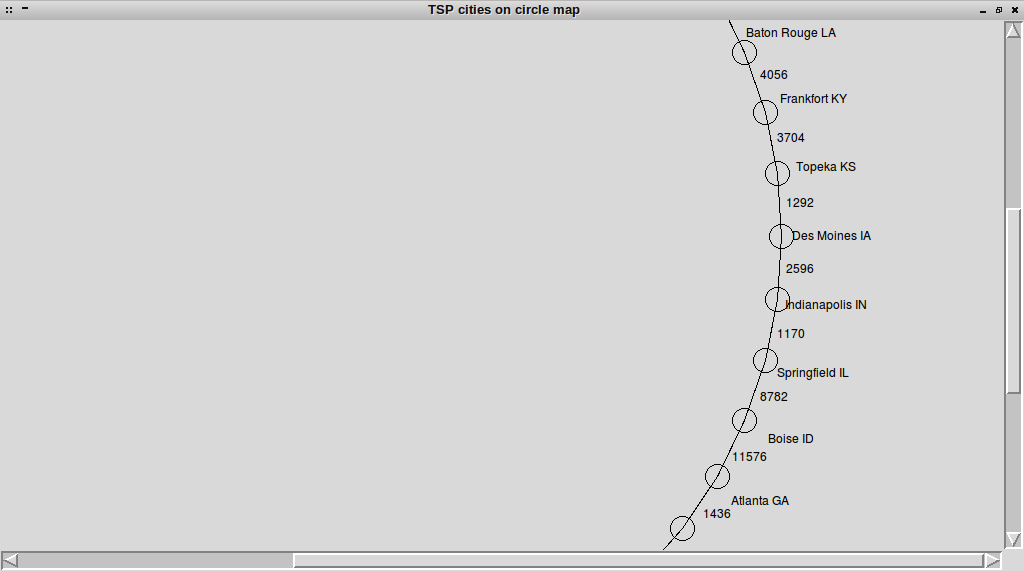 TSP cities on circle map
Baton Rouge LA
4056
Frankfort KY
3704
Topeka KS
1292
Des Moines IA
2596
Indianapolis IN
1170
Springfield IL
8782
Boise ID
11576
Atlanta GA
1436